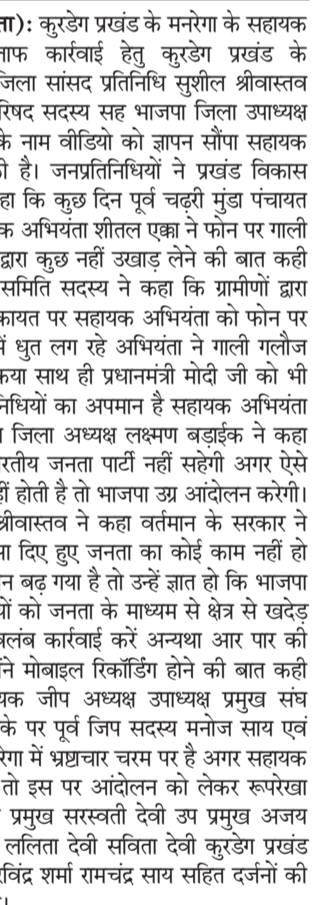 ता): कुरडेग प्रखंड के मनरेगा के सहायक
कार्रवाई हेतु कुरडेग प्रखंड के
जिला सांसद प्रतिनिधि सुशील श्रीवास्तव
रिषद सदस्य सह भाजपा जिला उपाध्यक्ष
के नाम वीडियो को ज्ञापन सौंपा सहायक
है। जनप्रतिनिधियों ने प्रखंड विकास
हा कि कुछ दिन पूर्व चढ़री मुंडा पंचायत
क अभियंता शीतल एक्का ने फोन पर गाली
द्वारा कुछ नहीं उखाड़ लेने की बात कही
समिति सदस्य ने कहा कि ग्रामीणों द्वारा
कायत पर सहायक अभियंता को फोन पर
में धुत लग रहे अभियंता ने गाली गलौज
कया साथ ही प्रधानमंत्री मोदी जी को भी
निधियों का अपमान है सहायक अभियंता
जिला अध्यक्ष लक्ष्मण बड़ाईक ने कहा
रतीय जनता पार्टी नहीं सहेगी अगर ऐसे
हीं होती है तो भाजपा उग्र आंदोलन करेगी।
श्रीवास्तव ने कहा वर्तमान के सरकार ने
दिए हुए जनता का कोई काम नहीं हो
न बढ़ गया है तो उन्हें ज्ञात हो कि भाजपा
यों को जनता के माध्यम से क्षेत्र से खदेड़
बलंब कार्रवाई करें अन्यथा आर पार की
ने मोबाइल रिकॉर्डिंग होने की बात कही
यक जीप अध्यक्ष उपाध्यक्ष प्रमुख संघ
के पर पूर्व जिप सदस्य मनोज साय एवं
रेगा में भ्रष्टाचार चरम पर है अगर सहायक
तो इस पर आंदोलन को लेकर रूपरेखा
प्रमुख सरस्वती देवी उप प्रमुख अजय
ललिता देवी सविता देवी कुरडेग प्रखंड
रविंद्र शर्मा रामचंद्र साय सहित दर्जनों की